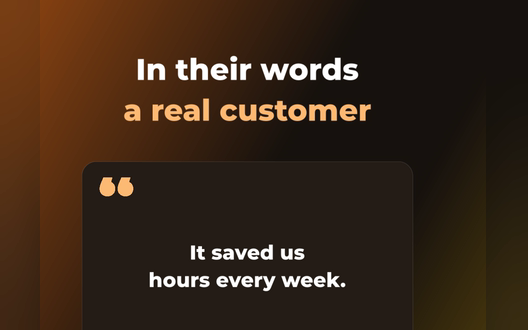 In their words
a real customer
It saved us
hours every week.